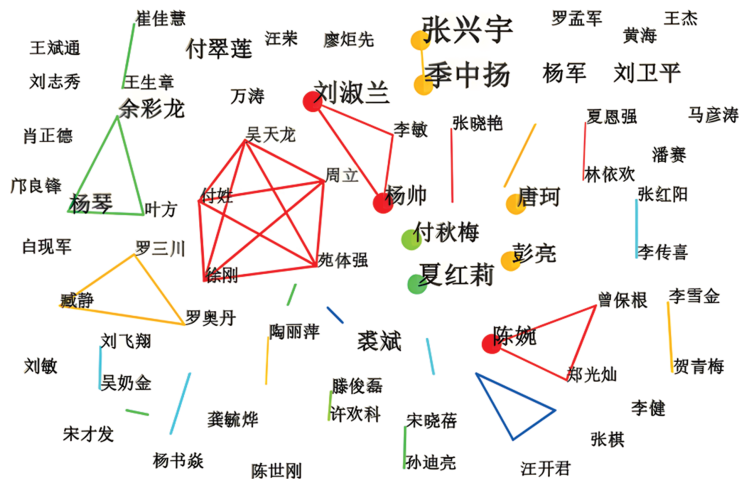 崔佳慧
王斌通
付翠莲
汪荣
廖炬先
张兴宇
罗孟军
王杰
黄海
刘志秀
王生章
季中扬
杨军
刘卫平
余彩龙
万涛
刘淑兰
肖正德
吴天龙
李敏
张晓艳
夏恩强
马彦涛
潘赛
邝良锋
杨琴
叶方
付姓
周立
杨帅
唐珂
林依欢
张红阳
白现军
罗三川
徐刚
苑体强
付秋梅
彭亮
李传喜
夏红莉
臧静
罗奥丹
曾保根
李雪金
刘飞翔
陶丽萍
裘斌
陈婉
刘敏
吴奶金
滕俊磊
郑光灿
贺青梅
宋才发
龚毓烨
许欢科
宋晓蓓
李健
张棋
杨书焱
陈世刚
孙迪亮
汪开君